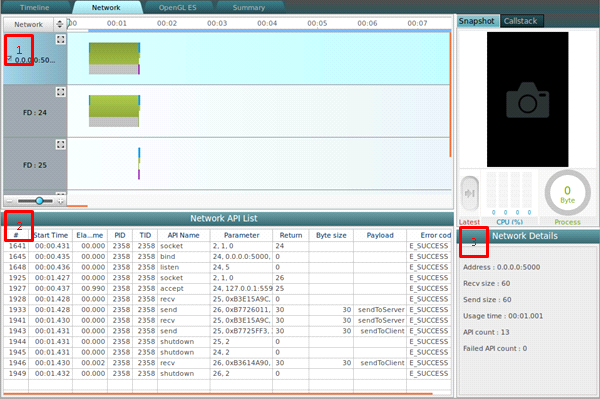 Timeline Network OpenGL ES Summary
Network 00 00:01 00:02 00:03 00:04 00:05 00:06 00:07
1
0.0.0.0:50...
FD : 24
FD : 25
Snapshot Callstack
0 0 0 0
0
Byte
Latest CPU (%) Process
2
Network API List
# Start Time Ela...me PID TID API Name Parameter Return Byte size Payload Error cod
00:00.431 00.000 2358 2358 socket 2, 1, 0 24 E_SUCCESS
1645 00:00.431 00.000 2358 2358 bind 24, 0.0.0.0:5000, 0 E_SUCCESS
1648 00:00.436 00.000 2358 2358 listen 24, 5 0 E_SUCCESS
1925 00:01.427 00.000 2358 2358 socket 2, 1, 0 26 E_SUCCESS
1927 00:00.437 00.990 2358 2358 accept 24, 127.0.0.1:559 25 E_SUCCESS
1928 00:01.428 00.000 2358 2358 recv 25, 0xB3E15A9C, 0 E_SUCCESS
1933 00:01.428 00.000 2358 2358 send 26, 0xB7726011, 30 30 sendToServer E_SUCCESS
1941 00:01.430 00.000 2358 2358 recv 25, 0xB3E15A9C, 30 30 sendToServer E_SUCCESS
1943 00:01.431 00.000 2358 2358 send 25, 0xB7725FF3, 30 30 sendToClient E_SUCCESS
1944 00:01.431 00.000 2358 2358 shutdown 25, 2 0 E_SUCCESS
1945 00:01.431 00.000 2358 2358 shutdown 24, 2 0 E_SUCCESS
1946 00:01.430 00.002 2358 2358 recv 26, 0xB3614A90, 30 30 sendToClient E_SUCCESS
1949 00:01.432 00.000 2358 2358 shutdown 26, 2 0 E_SUCCESS
Network Details
Address : 0.0.0.0:5000
Recv size : 60
Send size : 60
Usage time : 00:01.001
API count : 13
Failed API count : 0